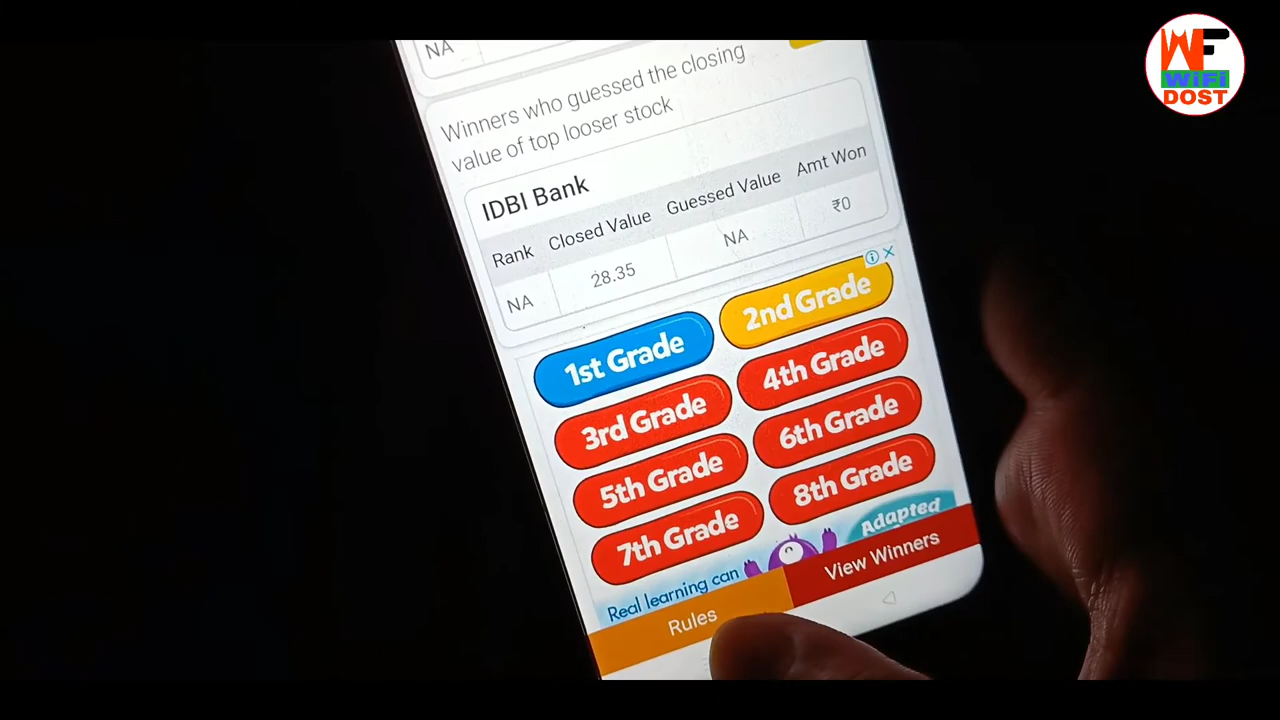 NA
Winners who guessed the closing
value of top looser stock
IDBI Bank
Rank Closed Value Guessed Value Amt Won
NA 28.35 NA ₹0
1st Grade 2nd Grade
3rd Grade 4th Grade
5th Grade 6th Grade
7th Grade 8th Grade
Real learning can Adapted
Rules View Winners
WF
WiFi
DOST